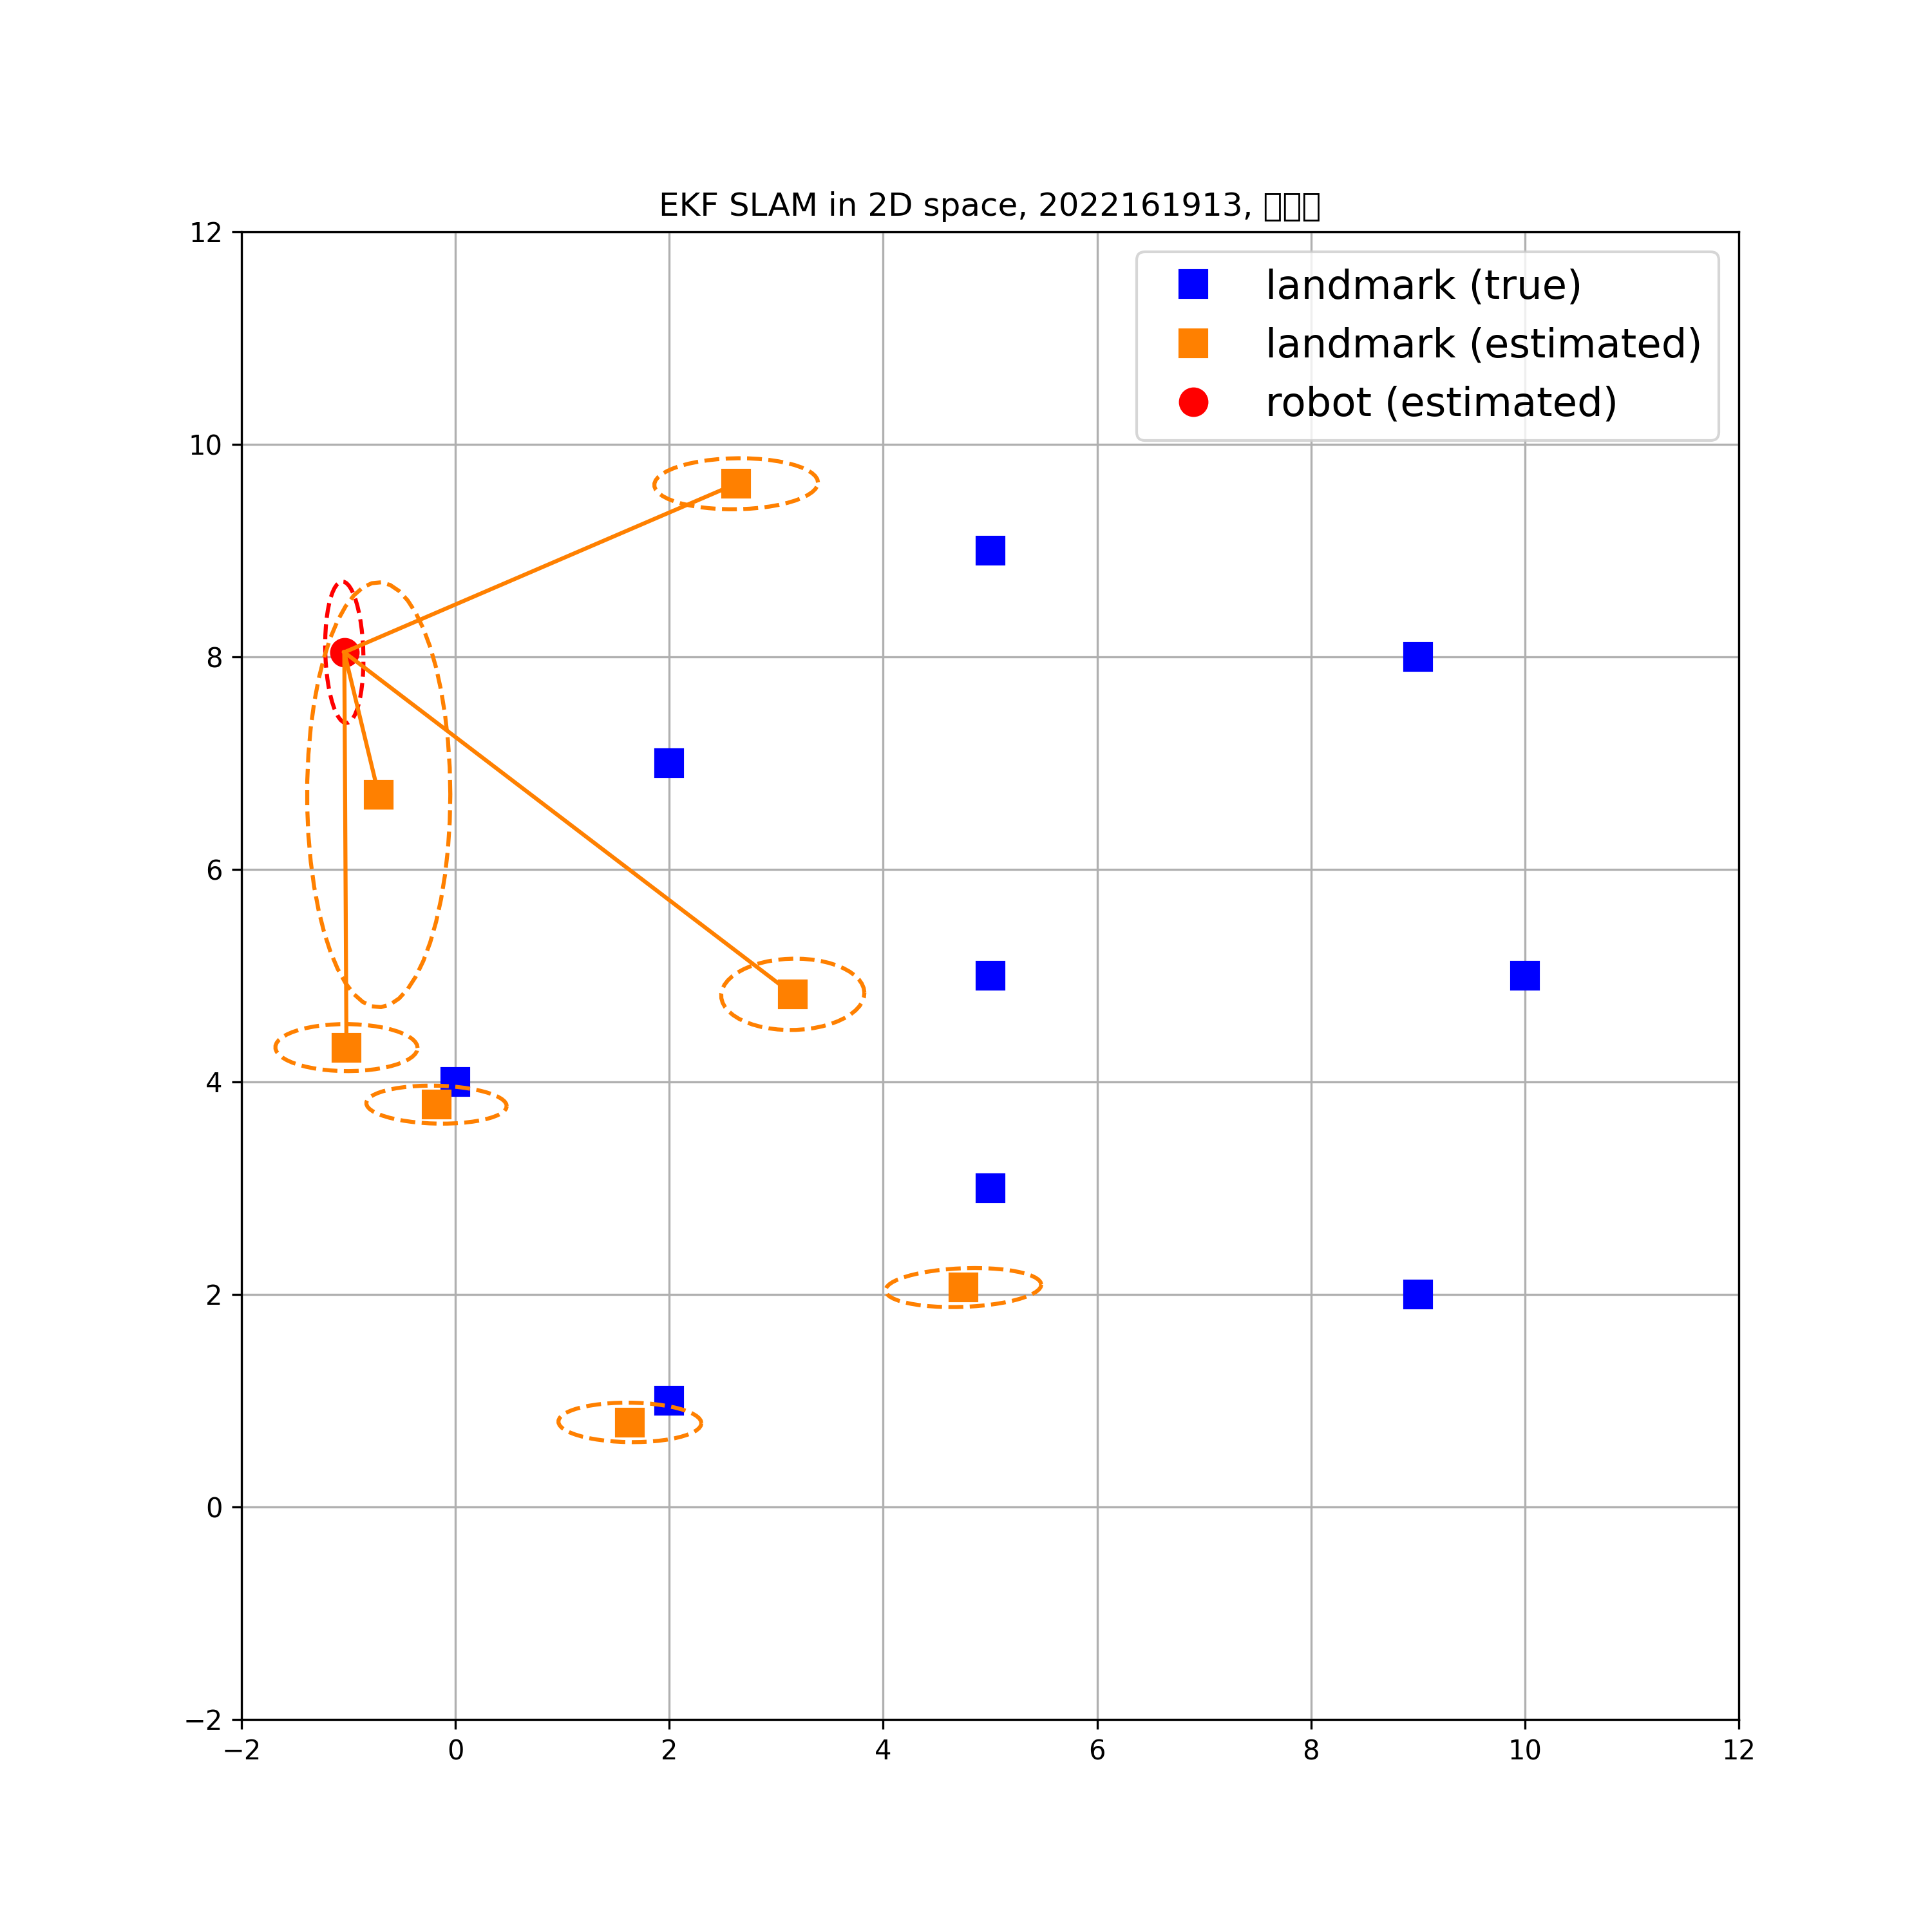 EKF SLAM in 2D space, 2022161913,
landmark (true)
landmark (estimated)
robot (estimated)
12
10
8
6
4
2
0
−2
−2 0 2 4 6 8 10 12